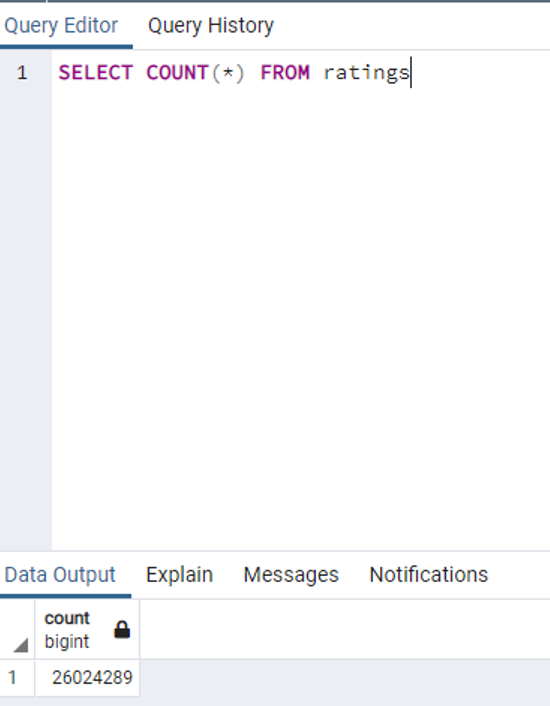 Query Editor Query History
1 SELECT COUNT(*) FROM ratings
Data Output Explain Messages Notifications
count
bigint
1 26024289